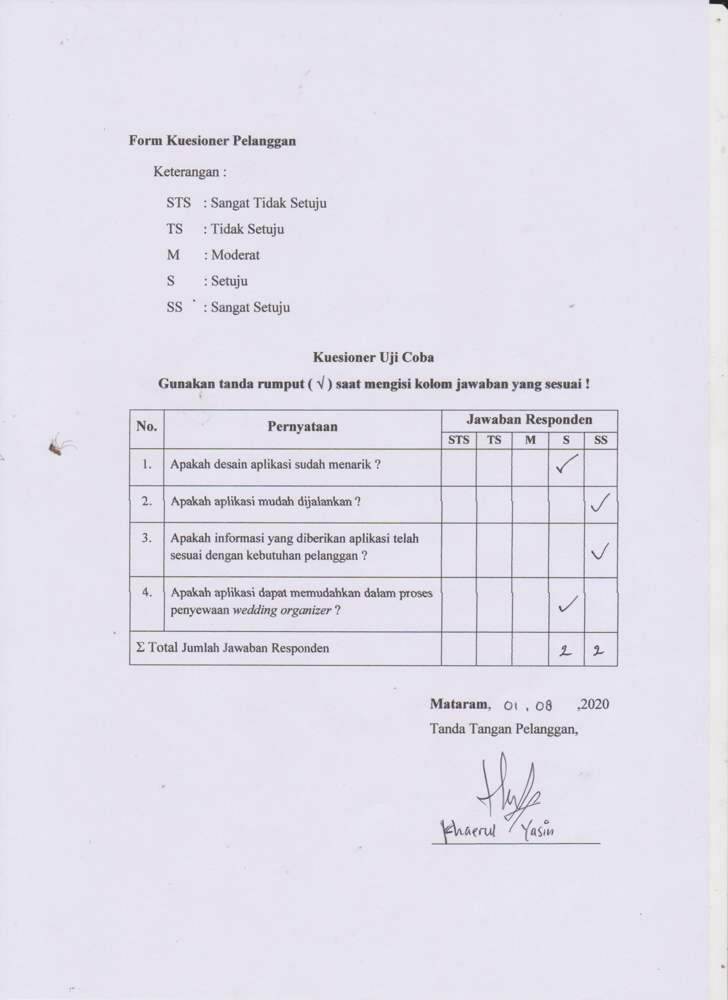 Form Kuesioner Pelanggan
Keterangan :
STS : Sangat Tidak Setuju
TS : Tidak Setuju
M : Moderat
S : Setuju
SS : Sangat Setuju
Kuesioner Uji Coba
Gunakan tanda rumput ( √ ) saat mengisi kolom jawaban yang sesuai !
No. Pernyataan Jawaban Responden
STS TS M S SS
1. Apakah desain aplikasi sudah menarik ? ✓
2. Apakah aplikasi mudah dijalankan ? ✓
3. Apakah informasi yang diberikan aplikasi telah
sesuai dengan kebutuhan pelanggan ? ✓
4. Apakah aplikasi dapat memudahkan dalam proses
penyewaan wedding organizer ? ✓
Σ Total Jumlah Jawaban Responden 2 2
Mataram, 01 . 08 ,2020
Tanda Tangan Pelanggan,
Khaerul Yasin